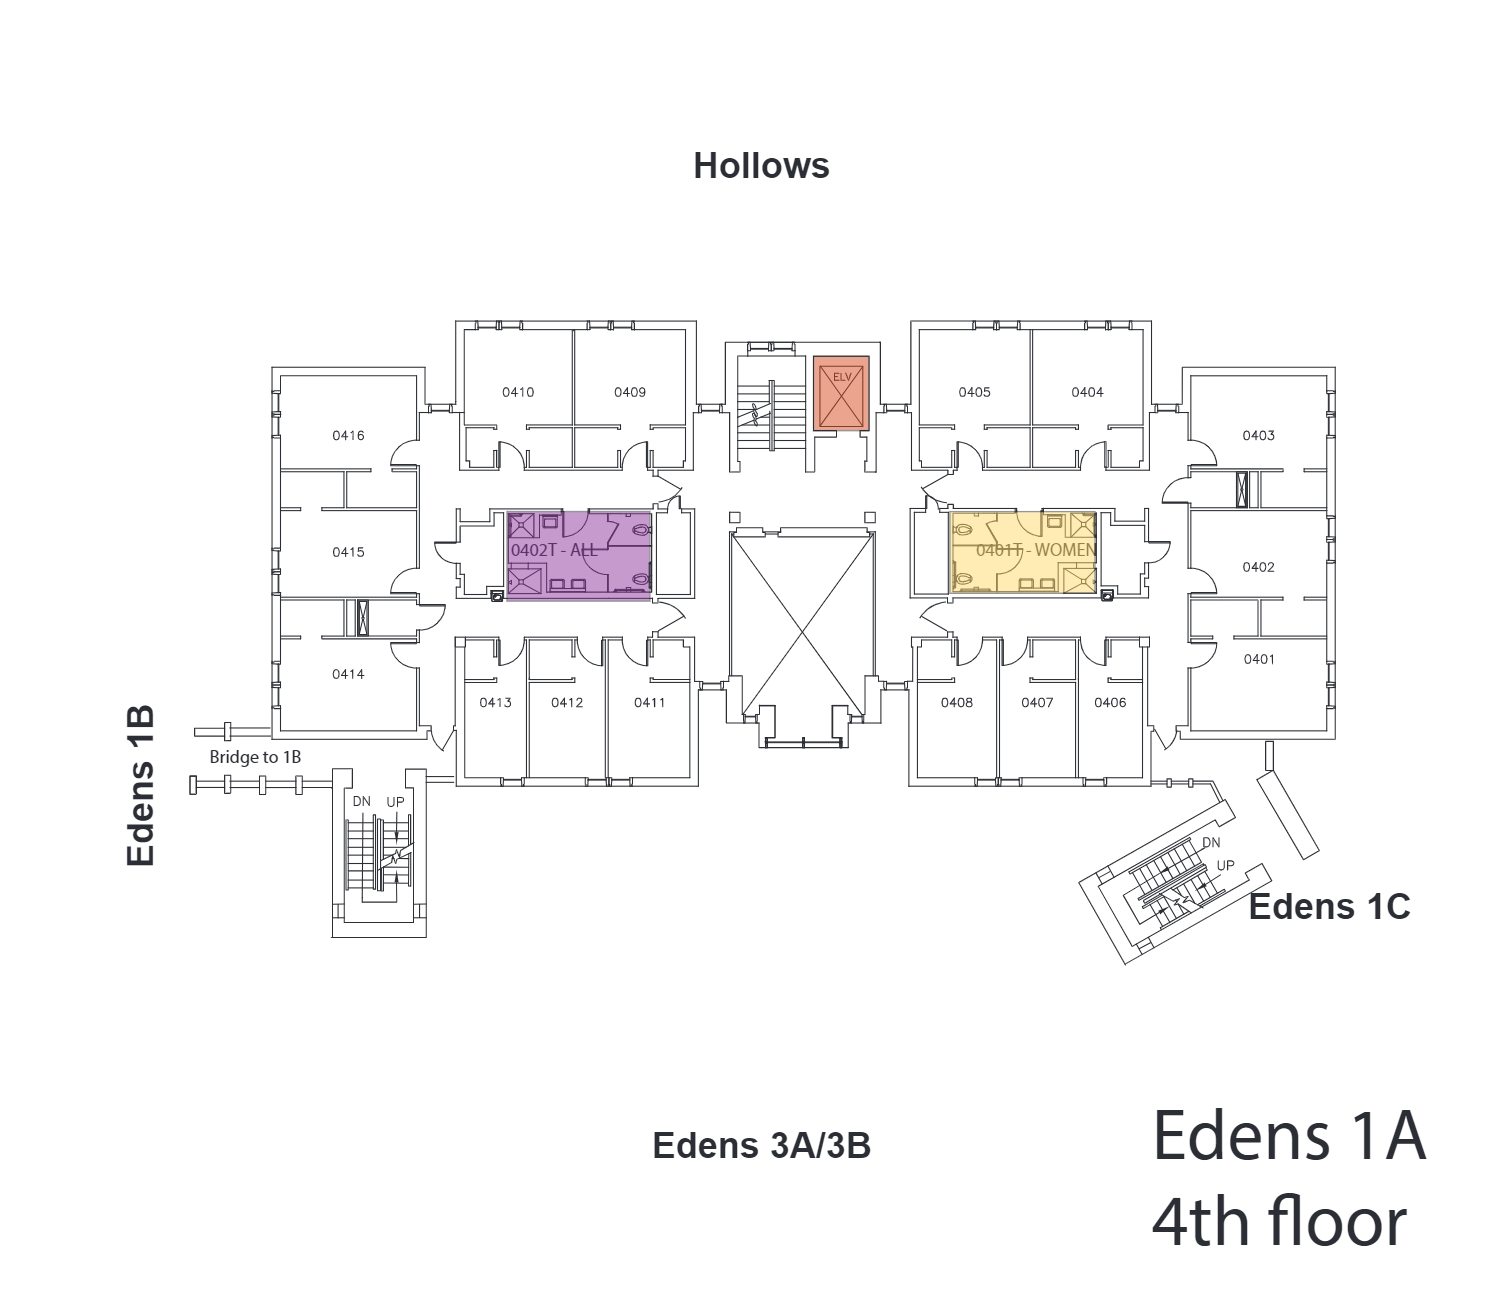 Hollows
ELV
0410
0409
0405
0404
0416
0403
0402T - ALL
0401T - WOMEN
0415
0402
0414
0401
0413
0412
0411
0408
0407
0406
Edens 1B
Bridge to 1B
DN
UP
DN
UP
Edens 1C
Edens 3A/3B
Edens 1A
4th floor